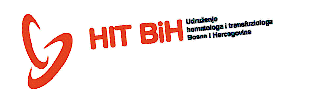 HIT BiH
Udruženje
hematologa i transfuziologa
Bosne i Hercegovine